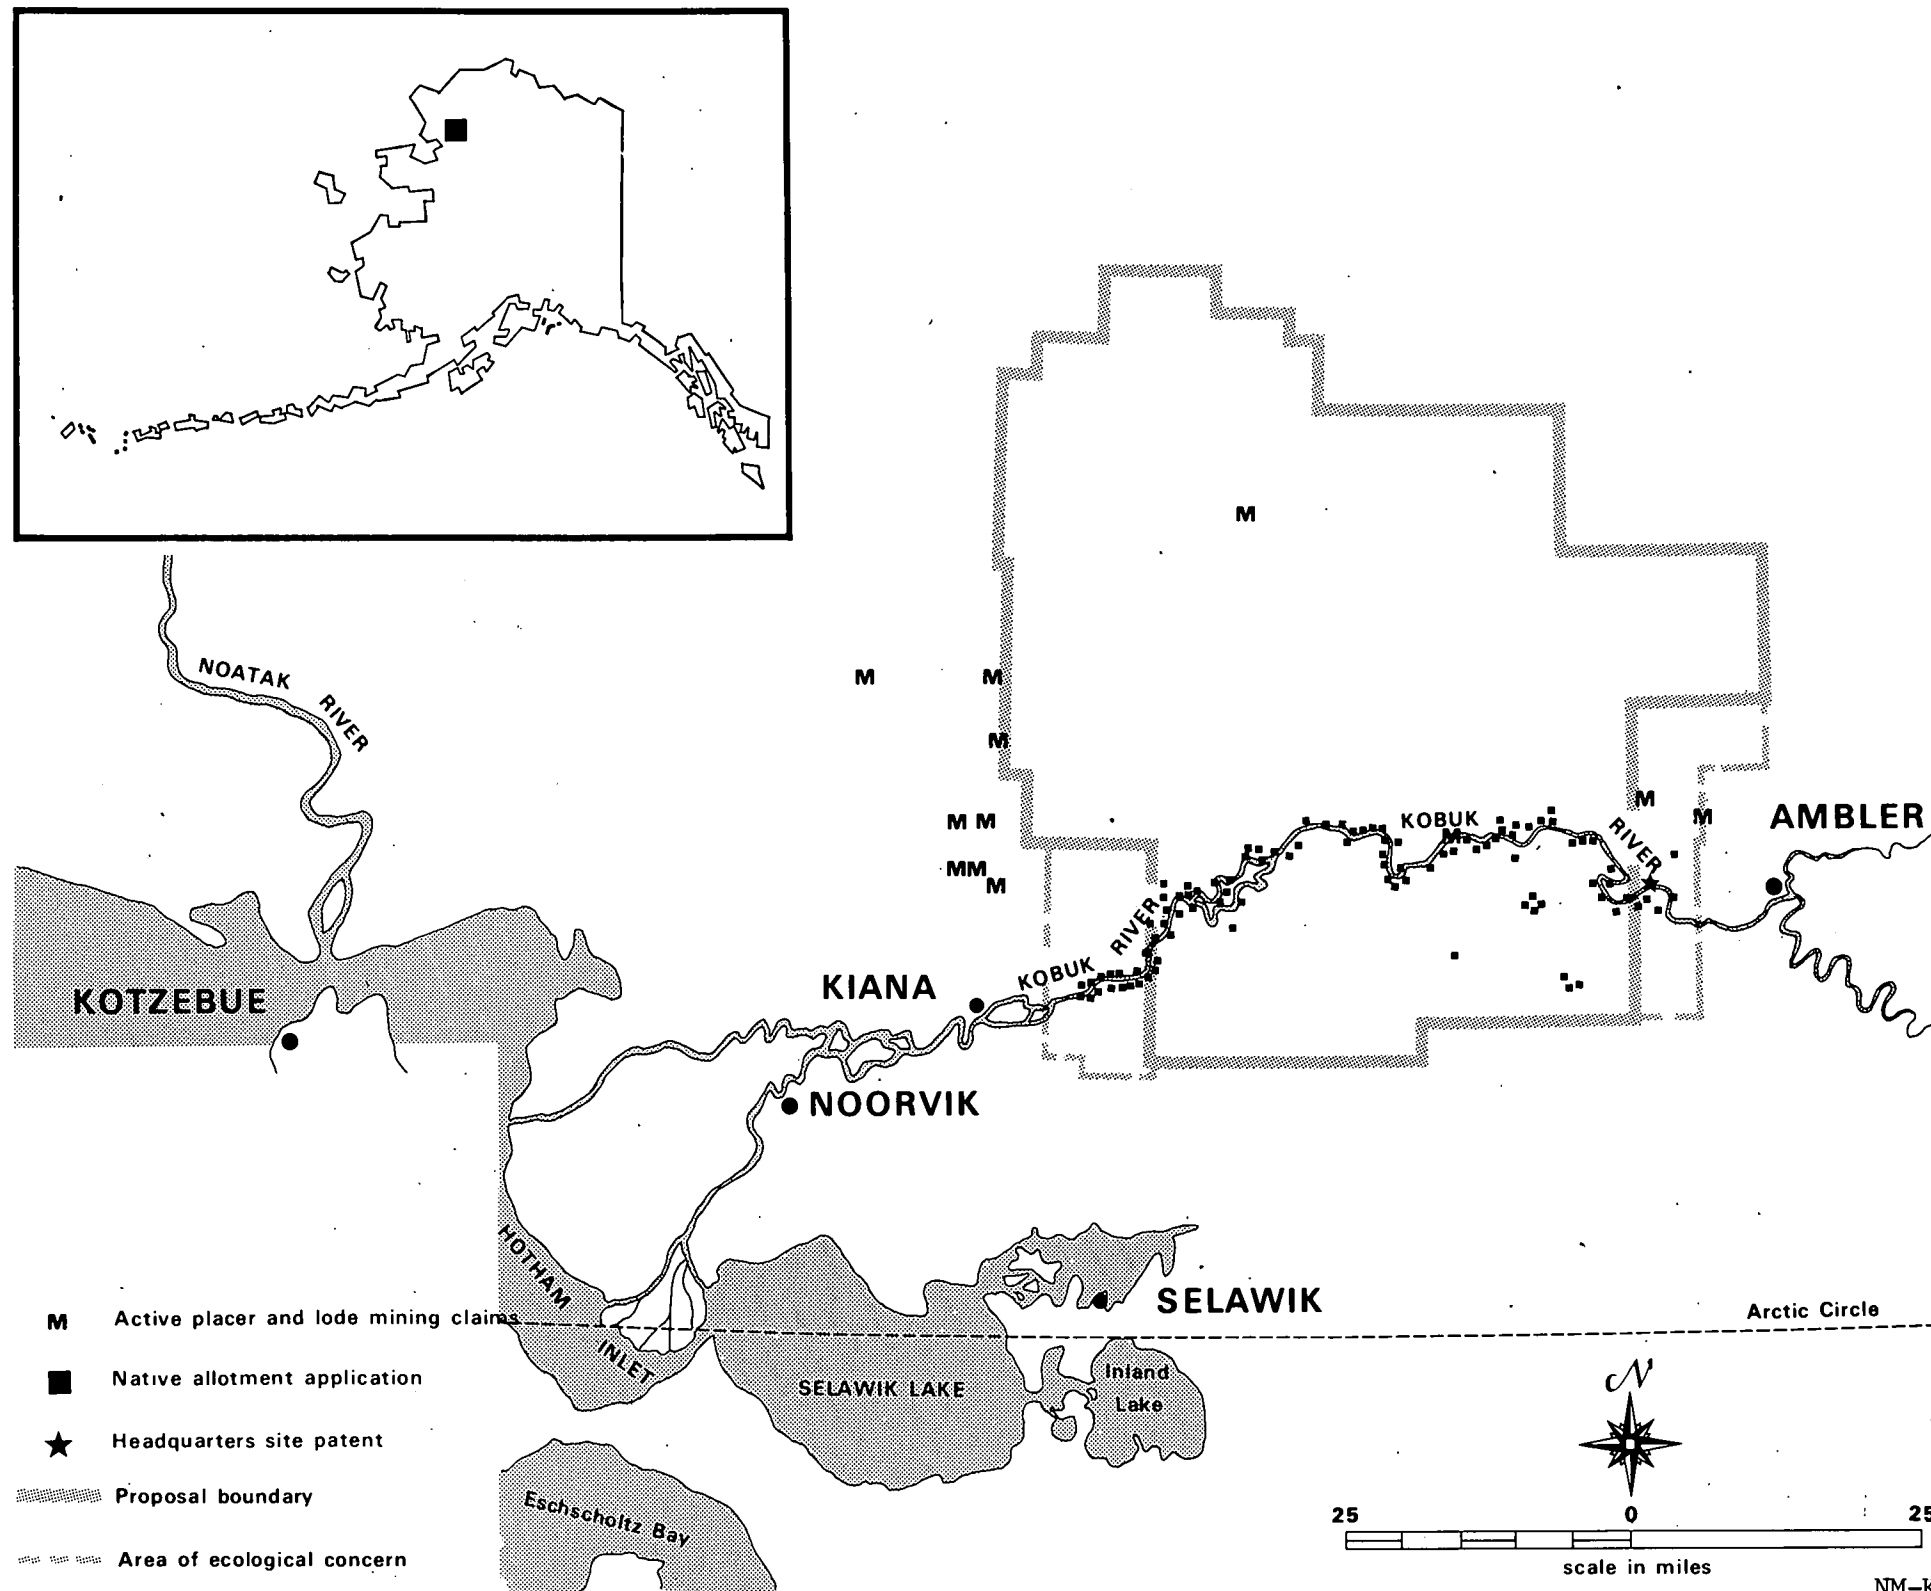 M
NOATAK
RIVER
M
M
M
M
M M
MM
M
KOBUK
M
RIVER
M
M
AMBLER
KOBUK
RIVER
KIANA
KOTZEBUE
NOORVIK
HOTHAM
INLET
SELAWIK
Arctic Circle
SELAWIK LAKE
Inland
Lake
Eschscholtz Bay
M Active placer and lode mining claims
Native allotment application
Headquarters site patent
Proposal boundary
Area of ecological concern
N
25 0 25
scale in miles
NM-K